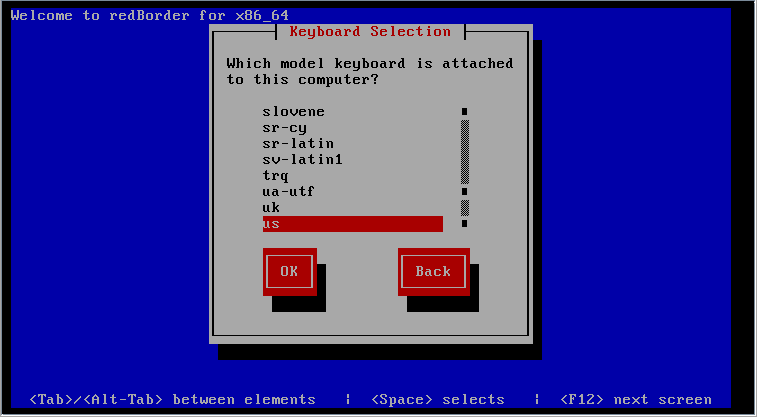 Welcome to redBorder for x86_64
Keyboard Selection
Which model keyboard is attached
to this computer?
slovene
sr-cy
sr-latin
sv-latin1
trq
ua-utf
uk
us
OK Back
<Tab>/<Alt-Tab> between elements | <Space> selects | <F12> next screen